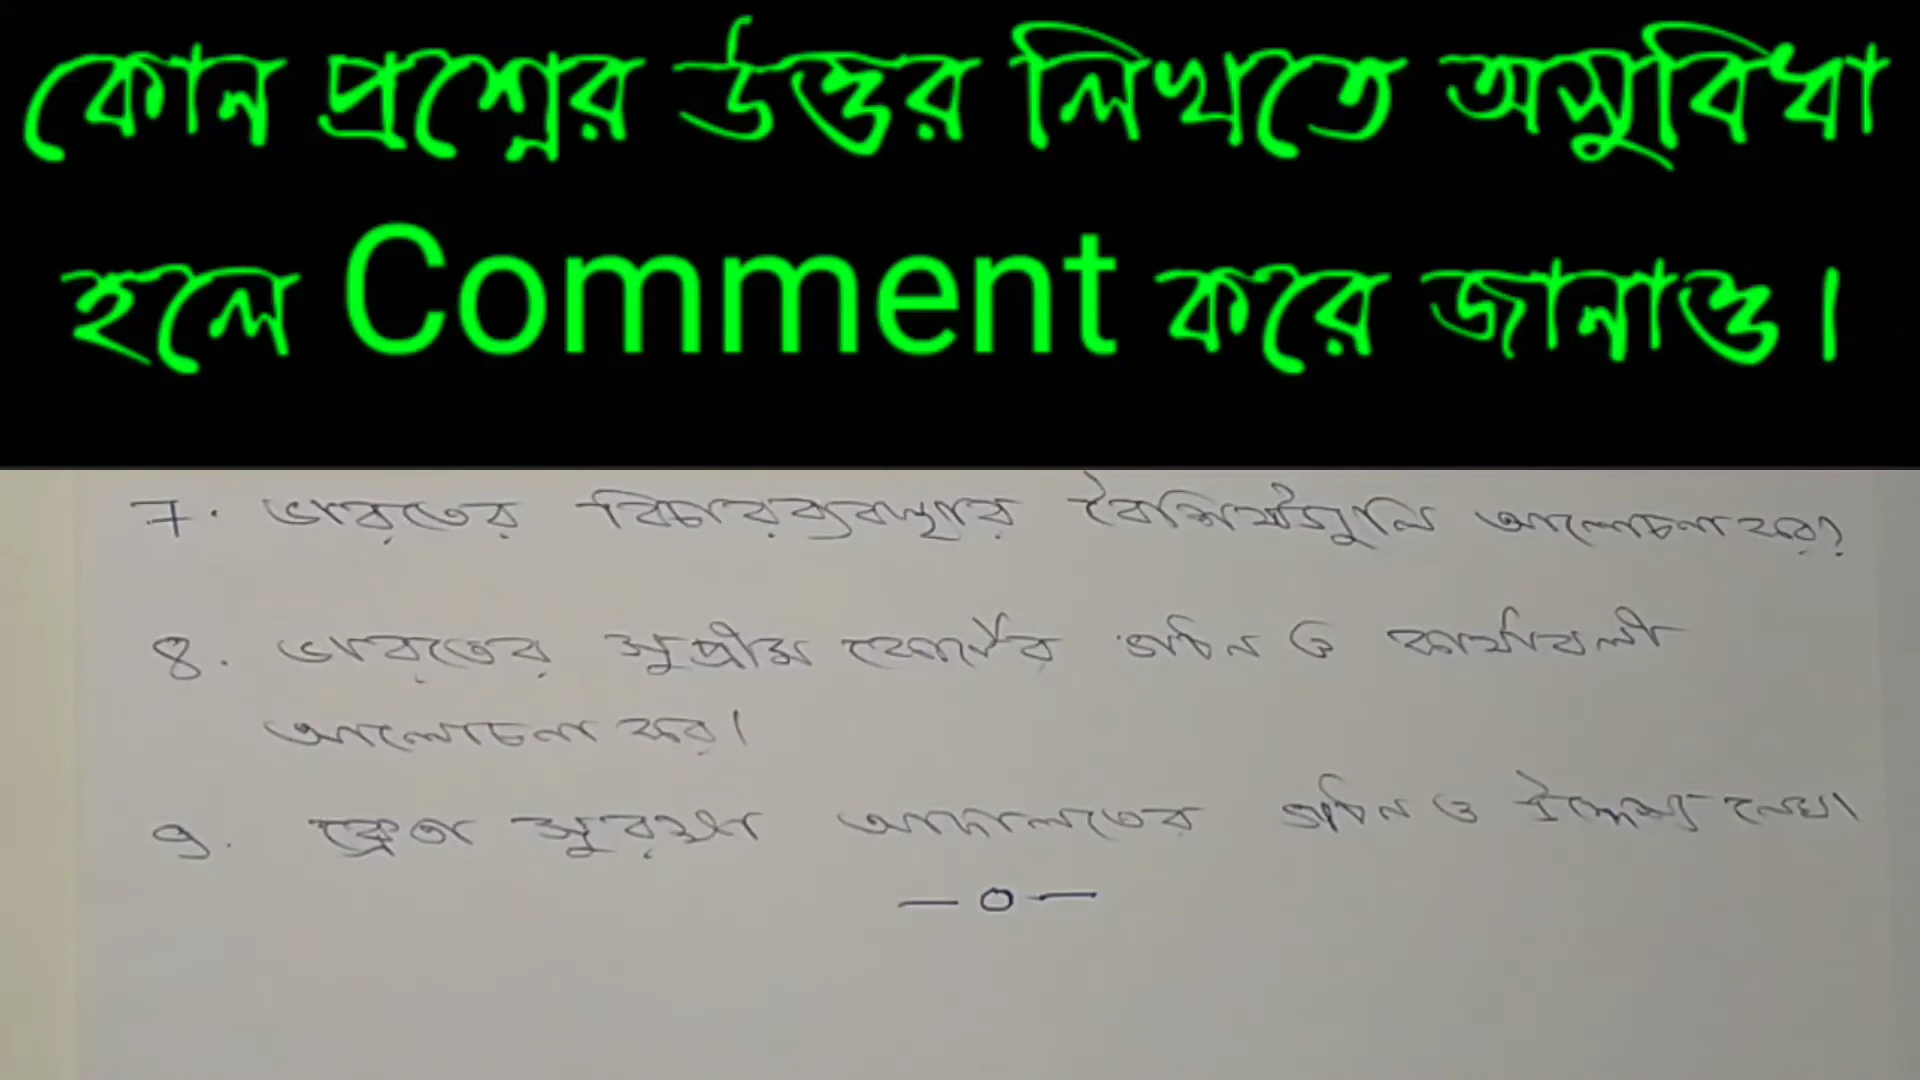 কোন প্রশ্নের উত্তর লিখতে অসুবিধা
হলে Comment করে জানাও।
7. ভারতের বিচারব্যবস্থার বৈশিষ্ট্যগুলি আলোচনা কর?
8. ভারতের সুপ্রীম কোর্টের গঠন ও কার্যাবলী
আলোচনা কর।
9. ক্রেতা সুরক্ষা আদালতের গঠন ও উদ্দেশ্য লেখ।
— 0 —